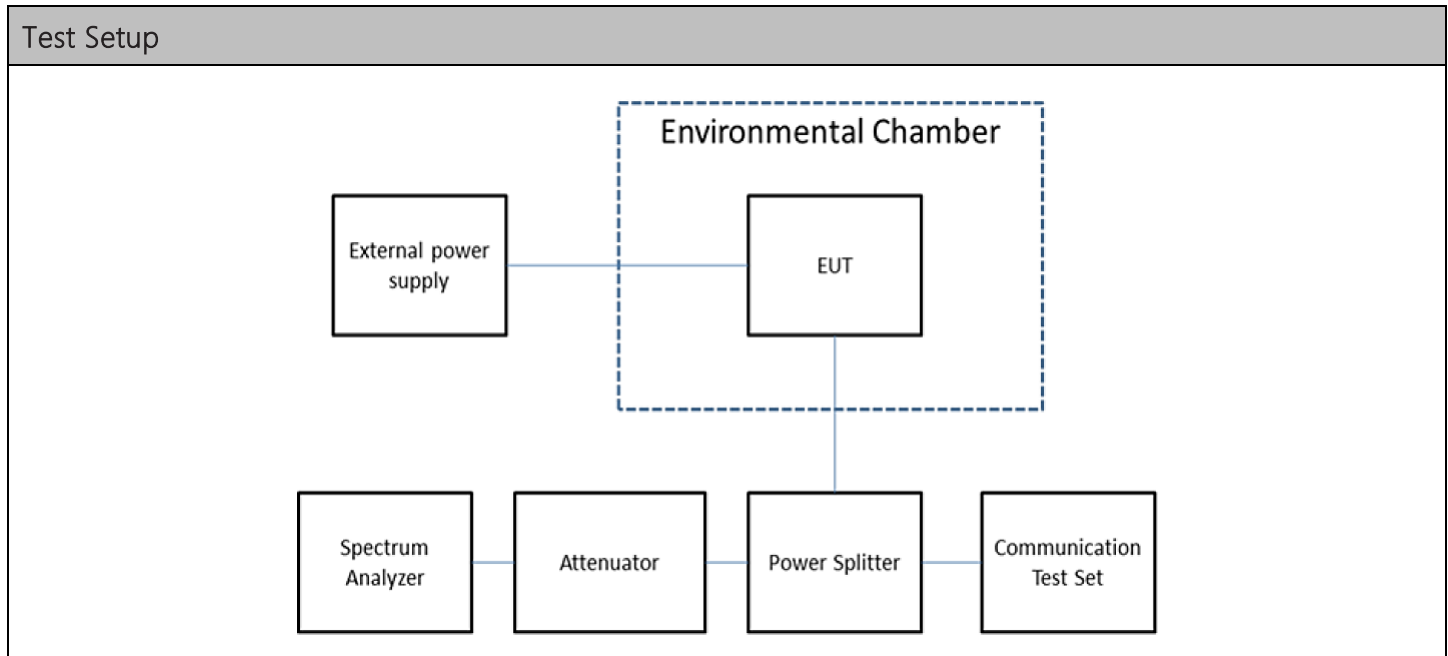 Test Setup
Environmental Chamber
External power
supply
EUT
Spectrum
Analyzer
Attenuator
Power Splitter
Communication
Test Set